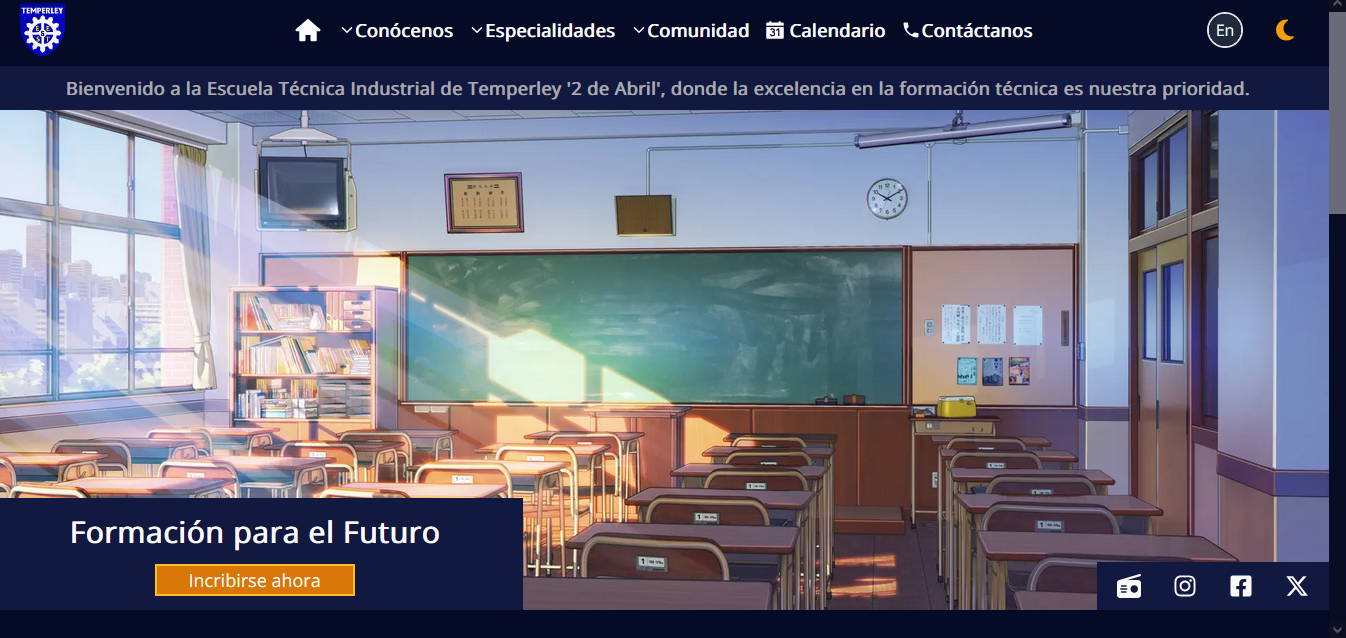 TEMPERLEY
Conócenos Especialidades Comunidad 31 Calendario Contáctanos En
Bienvenido a la Escuela Técnica Industrial de Temperley '2 de Abril', donde la excelencia en la formación técnica es nuestra prioridad.
Formación para el Futuro
Incribirse ahora